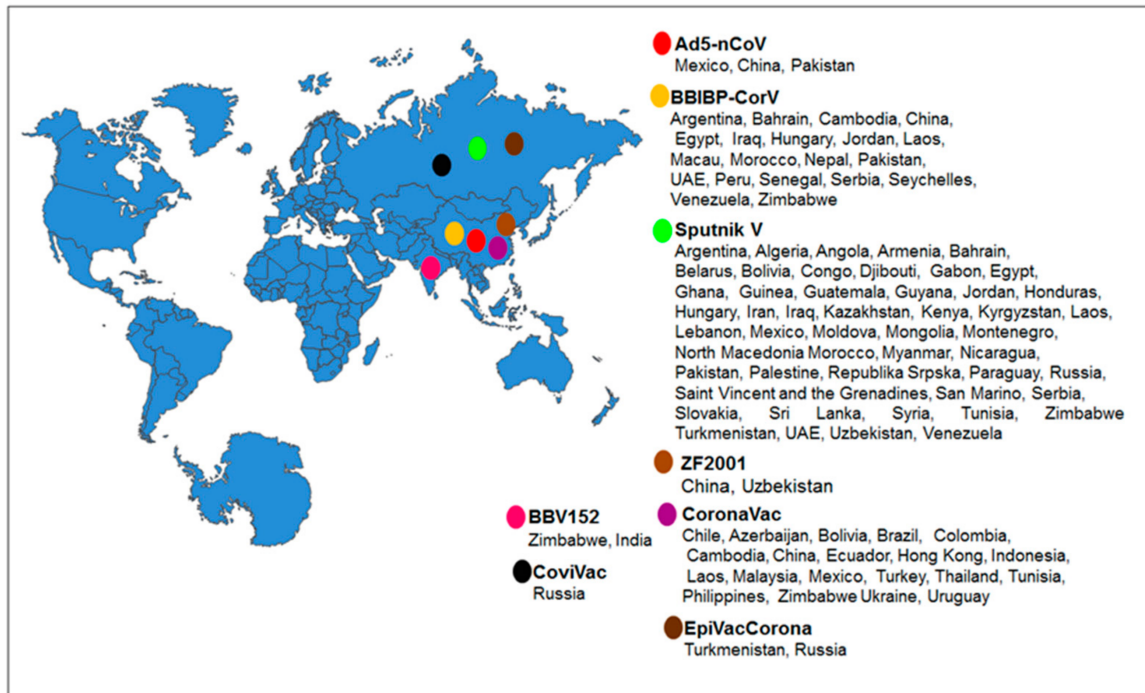 Ad5-nCoV
Mexico, China, Pakistan
BBIBP-CorV
Argentina, Bahrain, Cambodia, China,
Egypt, Iraq, Hungary, Jordan, Laos,
Macau, Morocco, Nepal, Pakistan,
UAE, Peru, Senegal, Serbia, Seychelles,
Venezuela, Zimbabwe
Sputnik V
Argentina, Algeria, Angola, Armenia, Bahrain,
Belarus, Bolivia, Congo, Djibouti, Gabon, Egypt,
Ghana, Guinea, Guatemala, Guyana, Jordan, Honduras,
Hungary, Iran, Iraq, Kazakhstan, Kenya, Kyrgyzstan, Laos,
Lebanon, Mexico, Moldova, Mongolia, Montenegro,
North Macedonia Morocco, Myanmar, Nicaragua,
Pakistan, Palestine, Republika Srpska, Paraguay, Russia,
Saint Vincent and the Grenadines, San Marino, Serbia,
Slovakia, Sri Lanka, Syria, Tunisia, Zimbabwe
Turkmenistan, UAE, Uzbekistan, Venezuela
ZF2001
China, Uzbekistan
BBV152
Zimbabwe, India
CoviVac
Russia
CoronaVac
Chile, Azerbaijan, Bolivia, Brazil, Colombia,
Cambodia, China, Ecuador, Hong Kong, Indonesia,
Laos, Malaysia, Mexico, Turkey, Thailand, Tunisia,
Philippines, Zimbabwe Ukraine, Uruguay
EpiVacCorona
Turkmenistan, Russia